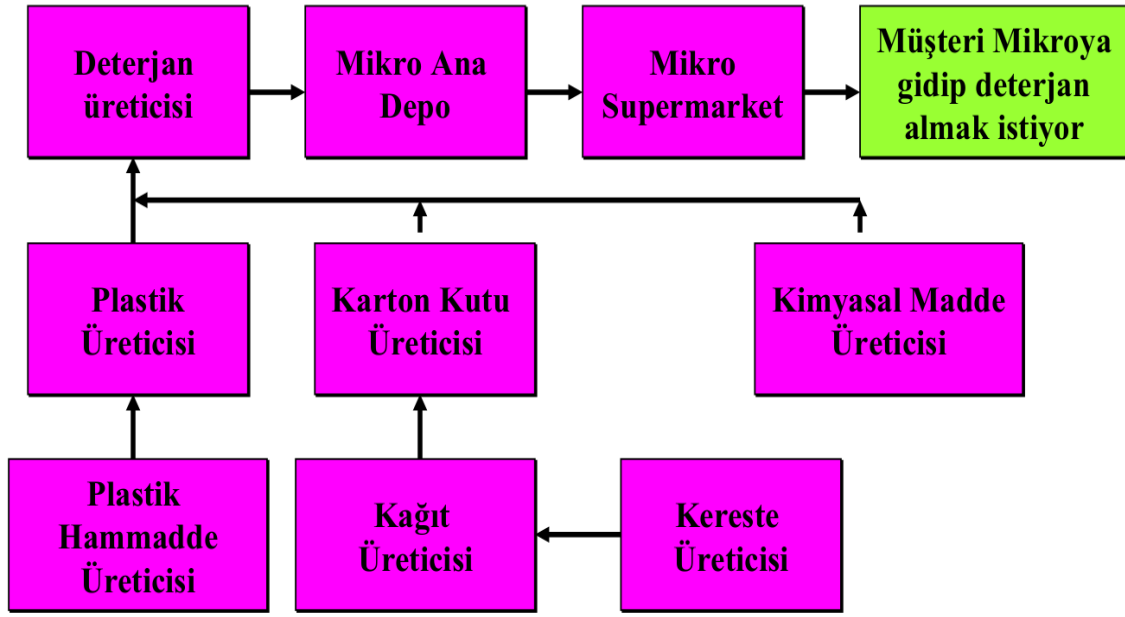 Deterjan
üreticisi
Mikro Ana
Depo
Mikro
Supermarket
Müşteri Mikroya
gidip deterjan
almak istiyor
Plastik
Üreticisi
Karton Kutu
Üreticisi
Kimyasal Madde
Üreticisi
Plastik
Hammadde
Üreticisi
Kağıt
Üreticisi
Kereste
Üreticisi